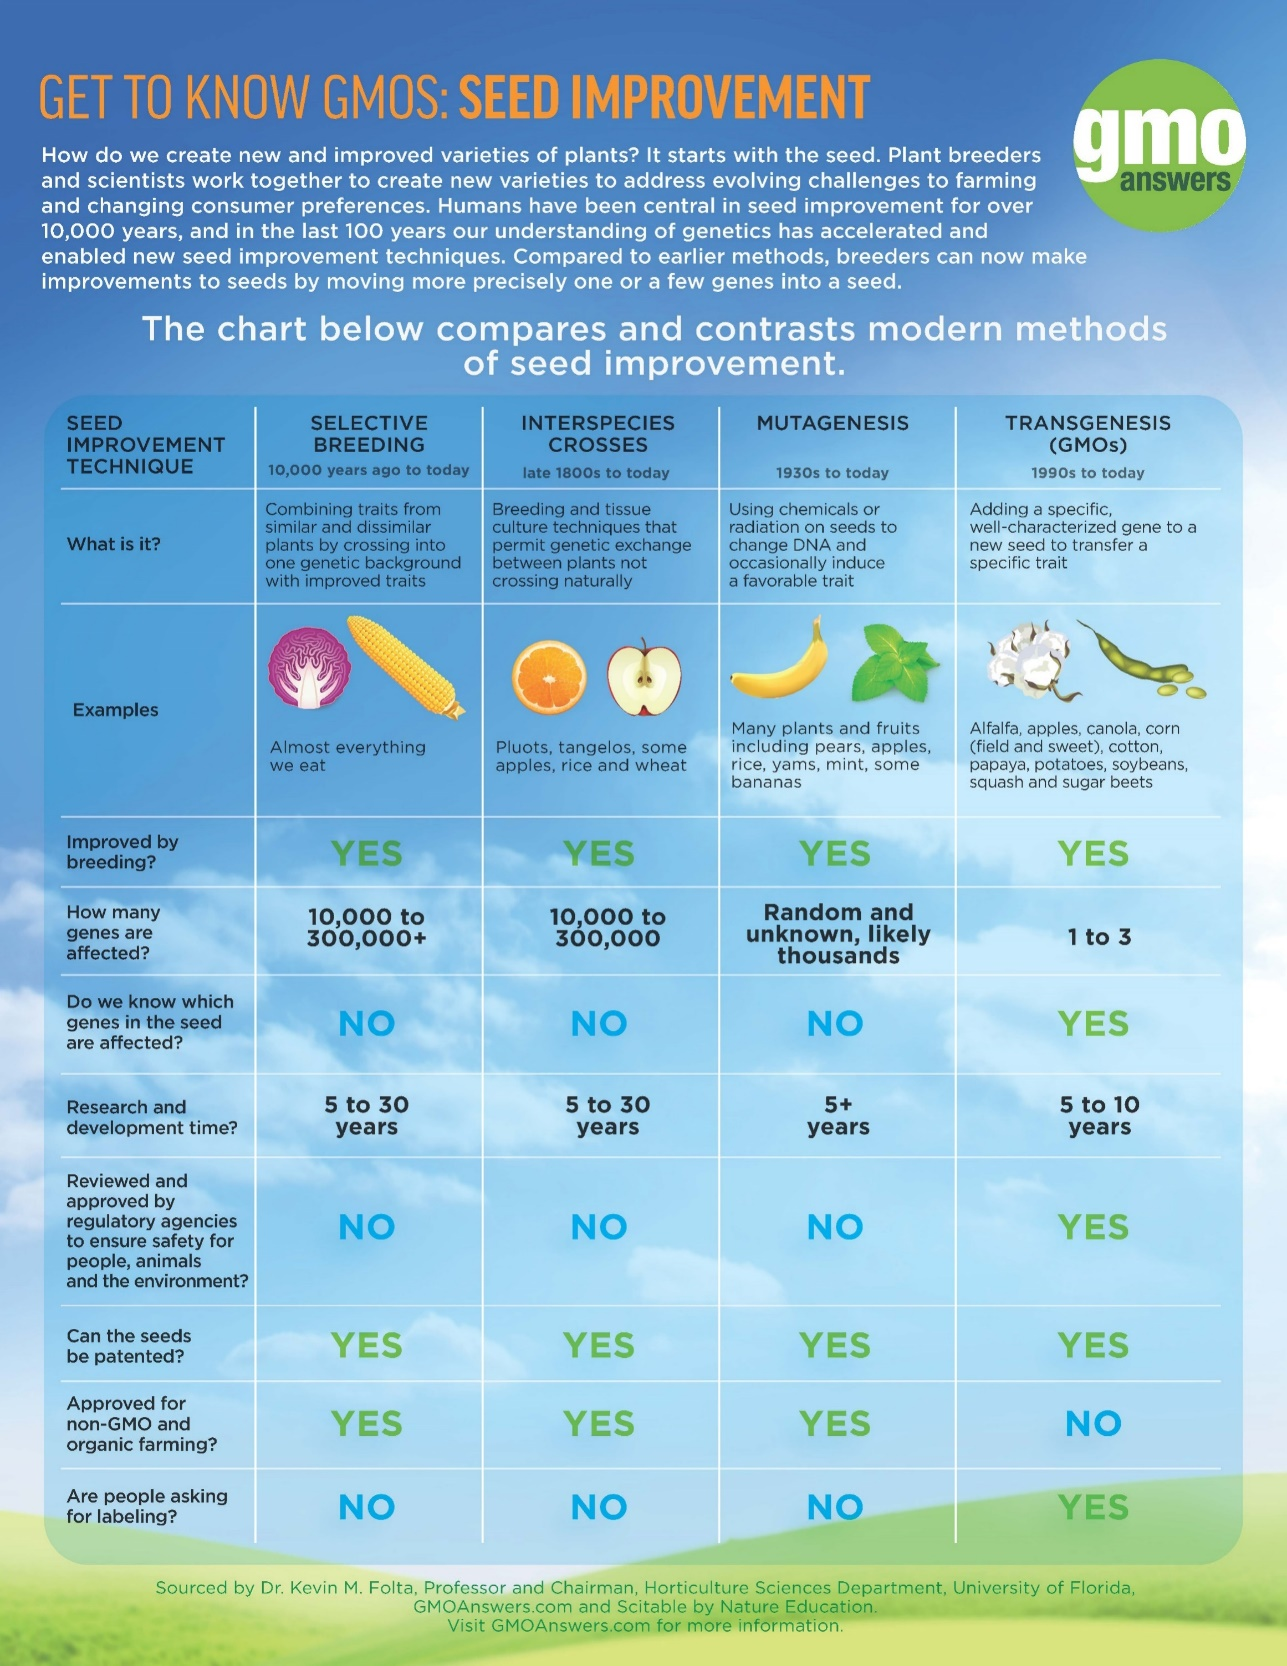 GET TO KNOW GMOS: SEED IMPROVEMENT
gmo
answers
How do we create new and improved varieties of plants? It starts with the seed. Plant breeders
and scientists work together to create new varieties to address evolving challenges to farming
and changing consumer preferences. Humans have been central in seed improvement for over
10,000 years, and in the last 100 years our understanding of genetics has accelerated and
enabled new seed improvement techniques. Compared to earlier methods, breeders can now make
improvements to seeds by moving more precisely one or a few genes into a seed.
The chart below compares and contrasts modern methods
of seed improvement.
SEED
IMPROVEMENT
TECHNIQUE
SELECTIVE
BREEDING
10,000 years ago to today
INTERSPECIES
CROSSES
late 1800s to today
MUTAGENESIS
1930s to today
TRANSGENESIS
(GMOs)
1990s to today
What is it?
Combining traits from
similar and dissimilar
plants by crossing into
one genetic background
with improved traits
Breeding and tissue
culture techniques that
permit genetic exchange
between plants not
crossing naturally
Using chemicals or
radiation on seeds to
change DNA and
occasionally induce
a favorable trait
Adding a specific,
well-characterized gene to a
new seed to transfer a
specific trait
Examples
Almost everything
we eat
Pluots, tangelos, some
apples, rice and wheat
Many plants and fruits
including pears, apples,
rice, yams, mint, some
bananas
Alfalfa, apples, canola, corn
(field and sweet), cotton,
papaya, potatoes, soybeans,
squash and sugar beets
Improved by
breeding?
YES
YES
YES
YES
How many
genes are
affected?
10,000 to
300,000+
10,000 to
300,000
Random and
unknown, likely
thousands
1 to 3
Do we know which
genes in the seed
are affected?
NO
NO
NO
YES
Research and
development time?
5 to 30
years
5 to 30
years
5+
years
5 to 10
years
Reviewed and
approved by
regulatory agencies
to ensure safety for
people, animals
and the environment?
NO
NO
NO
YES
Can the seeds
be patented?
YES
YES
YES
YES
Approved for
non-GMO and
organic farming?
YES
YES
YES
NO
Are people asking
for labeling?
NO
NO
NO
YES
Sourced by Dr. Kevin M. Folta, Professor and Chairman, Horticulture Sciences Department, University of Florida,
GMOAnswers.com and Scitable by Nature Education.
Visit GMOAnswers.com for more information.